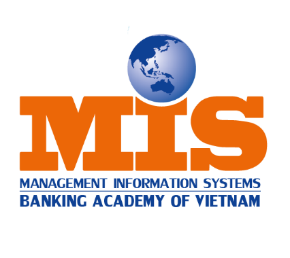 MIS
MANAGEMENT INFORMATION SYSTEMS
BANKING ACADEMY OF VIETNAM